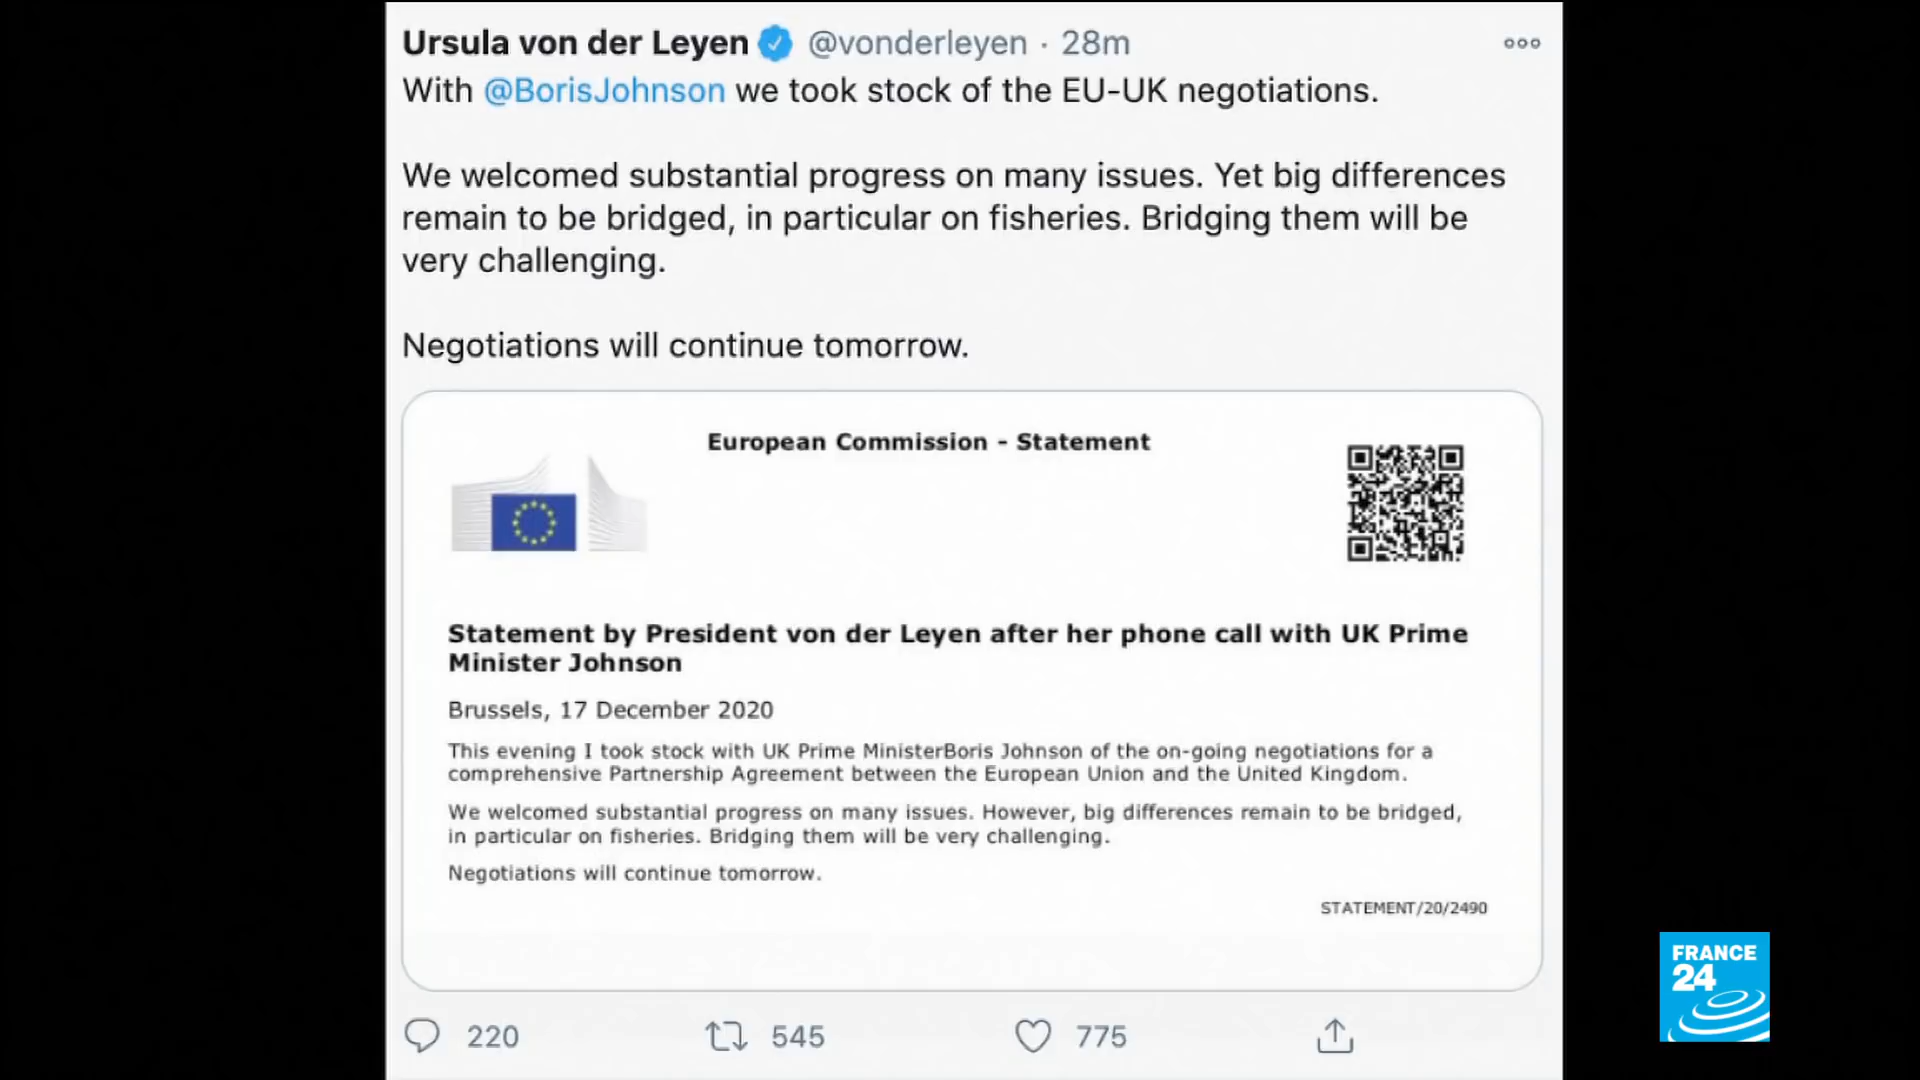 Ursula von der Leyen @vonderleyen · 28m
With @BorisJohnson we took stock of the EU-UK negotiations.
We welcomed substantial progress on many issues. Yet big differences
remain to be bridged, in particular on fisheries. Bridging them will be
very challenging.
Negotiations will continue tomorrow.
European Commission - Statement
Statement by President von der Leyen after her phone call with UK Prime
Minister Johnson
Brussels, 17 December 2020
This evening I took stock with UK Prime MinisterBoris Johnson of the on-going negotiations for a
comprehensive Partnership Agreement between the European Union and the United Kingdom.
We welcomed substantial progress on many issues. However, big differences remain to be bridged,
in particular on fisheries. Bridging them will be very challenging.
Negotiations will continue tomorrow.
STATEMENT/20/2490
220 545 775
FRANCE
24